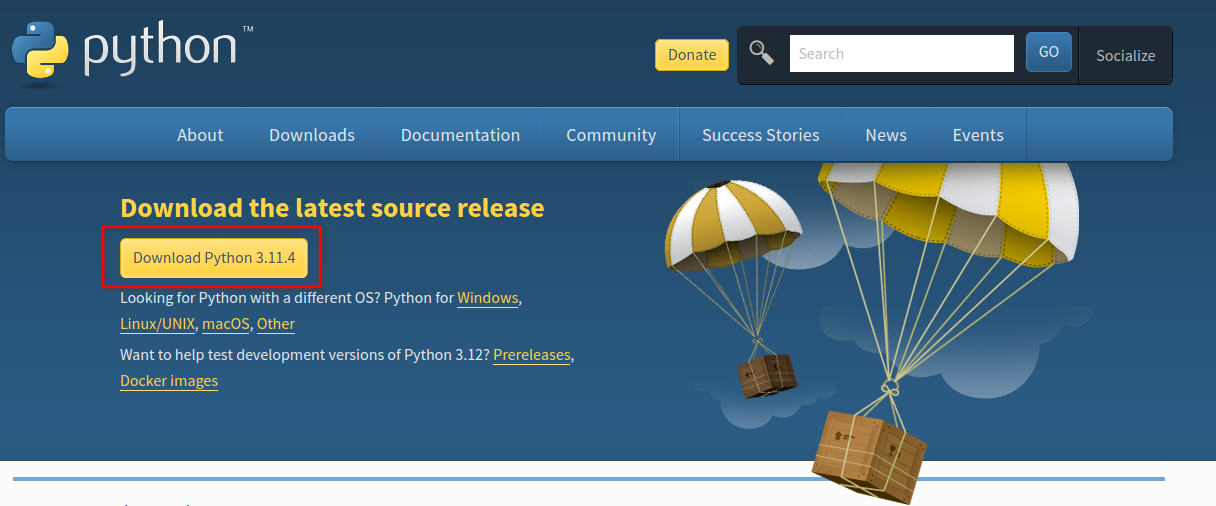 python™
Donate
Search
GO
Socialize
About
Downloads
Documentation
Community
Success Stories
News
Events
Download the latest source release
Download Python 3.11.4
Looking for Python with a different OS? Python for Windows,
Linux/UNIX, macOS, Other
Want to help test development versions of Python 3.12? Prereleases,
Docker images